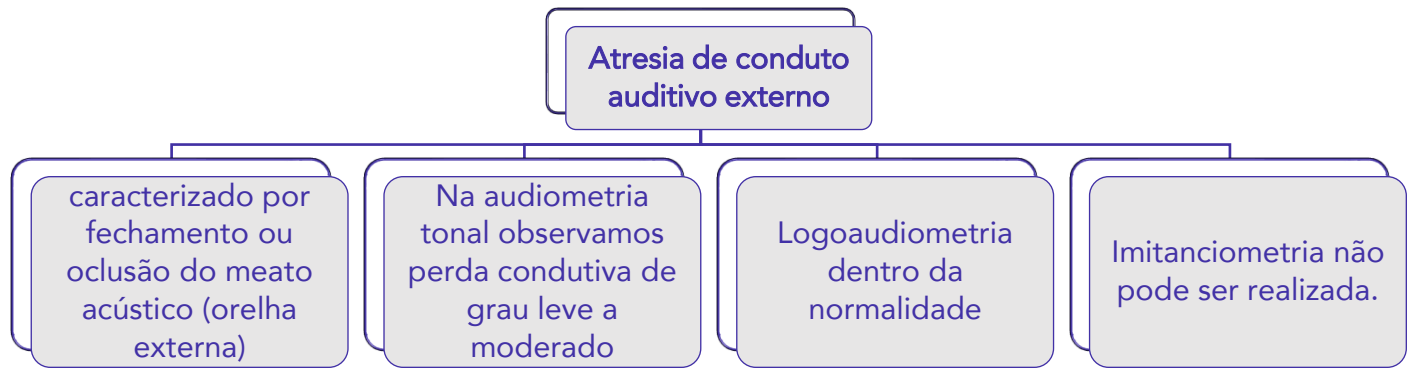 Atresia de conduto
auditivo externo
caracterizado por
fechamento ou
oclusão do meato
acústico (orelha
externa)
Na audiometria
tonal observamos
perda condutiva de
grau leve a
moderado
Logoaudiometria
dentro da
normalidade
Imitanciometria não
pode ser realizada.